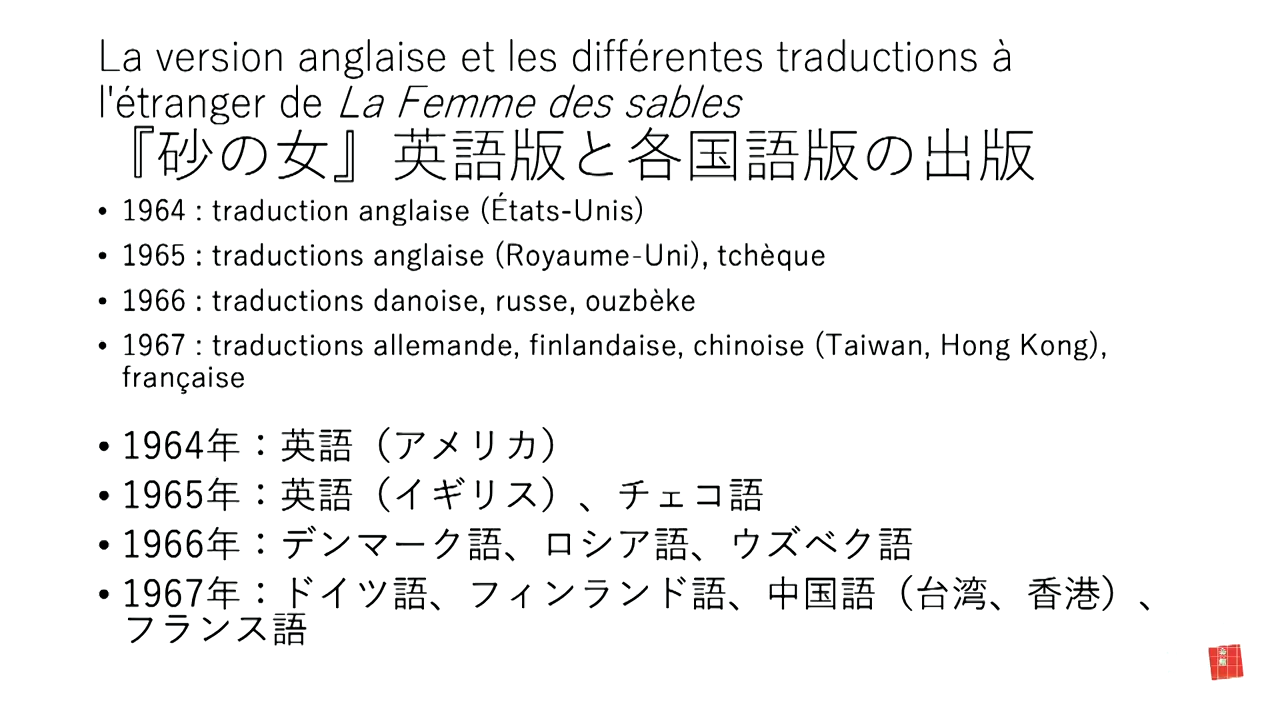 La version anglaise et les différentes traductions à
l'étranger de La Femme des sables
『砂の女』英語版と各国語版の出版
• 1964 : traduction anglaise (États-Unis)
• 1965 : traductions anglaise (Royaume-Uni), tchèque
• 1966 : traductions danoise, russe, ouzbèke
• 1967 : traductions allemande, finlandaise, chinoise (Taiwan, Hong Kong),
française
• 1964年：英語（アメリカ）
• 1965年：英語（イギリス）、チェコ語
• 1966年：デンマーク語、ロシア語、ウズベク語
• 1967年：ドイツ語、フィンランド語、中国語（台湾、香港）、
フランス語